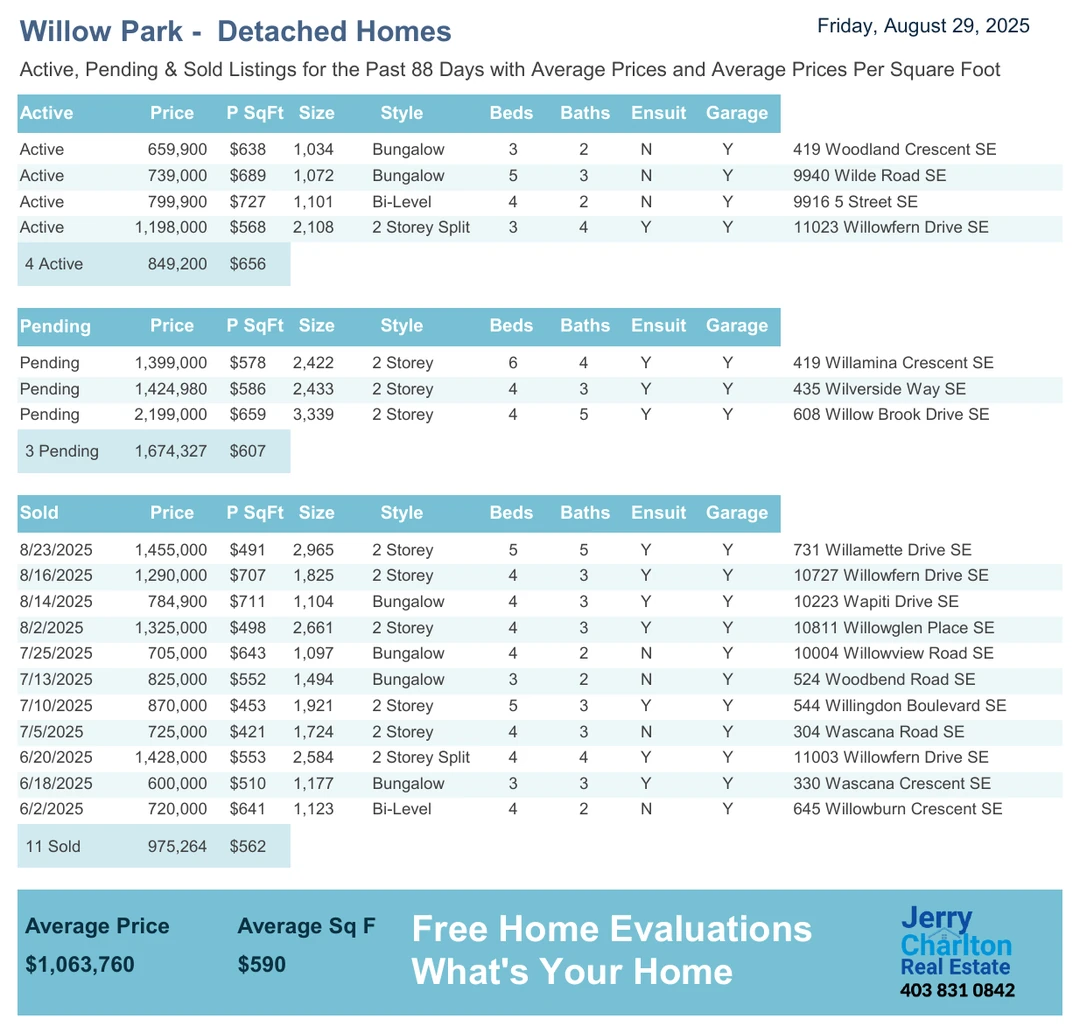 Willow Park - Detached Homes
Friday, August 29, 2025
Active, Pending & Sold Listings for the Past 88 Days with Average Prices and Average Prices Per Square Foot
Active Price P SqFt Size Style Beds Baths Ensuit Garage
Active 659,900 $638 1,034 Bungalow 3 2 N Y 419 Woodland Crescent SE
Active 739,000 $689 1,072 Bungalow 5 3 N Y 9940 Wilde Road SE
Active 799,900 $727 1,101 Bi-Level 4 2 N Y 9916 5 Street SE
Active 1,198,000 $568 2,108 2 Storey Split 3 4 Y Y 11023 Willowfern Drive SE
4 Active 849,200 $656
Pending Price P SqFt Size Style Beds Baths Ensuit Garage
Pending 1,399,000 $578 2,422 2 Storey 6 4 Y Y 419 Willamina Crescent SE
Pending 1,424,980 $586 2,433 2 Storey 4 3 Y Y 435 Wilverside Way SE
Pending 2,199,000 $659 3,339 2 Storey 4 5 Y Y 608 Willow Brook Drive SE
3 Pending 1,674,327 $607
Sold Price P SqFt Size Style Beds Baths Ensuit Garage
8/23/2025 1,455,000 $491 2,965 2 Storey 5 5 Y Y 731 Willamette Drive SE
8/16/2025 1,290,000 $707 1,825 2 Storey 4 3 Y Y 10727 Willowfern Drive SE
8/14/2025 784,900 $711 1,104 Bungalow 4 3 Y Y 10223 Wapiti Drive SE
8/2/2025 1,325,000 $498 2,661 2 Storey 4 3 Y Y 10811 Willowglen Place SE
7/25/2025 705,000 $643 1,097 Bungalow 4 2 N Y 10004 Willowview Road SE
7/13/2025 825,000 $552 1,494 Bungalow 3 2 N Y 524 Woodbend Road SE
7/10/2025 870,000 $453 1,921 2 Storey 5 3 Y Y 544 Willingdon Boulevard SE
7/5/2025 725,000 $421 1,724 2 Storey 4 3 N Y 304 Wascana Road SE
6/20/2025 1,428,000 $553 2,584 2 Storey Split 4 4 Y Y 11003 Willowfern Drive SE
6/18/2025 600,000 $510 1,177 Bungalow 3 3 Y Y 330 Wascana Crescent SE
6/2/2025 720,000 $641 1,123 Bi-Level 4 2 N Y 645 Willowburn Crescent SE
11 Sold 975,264 $562
Average Price Average Sq F
$1,063,760 $590
Free Home Evaluations
What's Your Home
Jerry
Charlton
Real Estate
403 831 0842